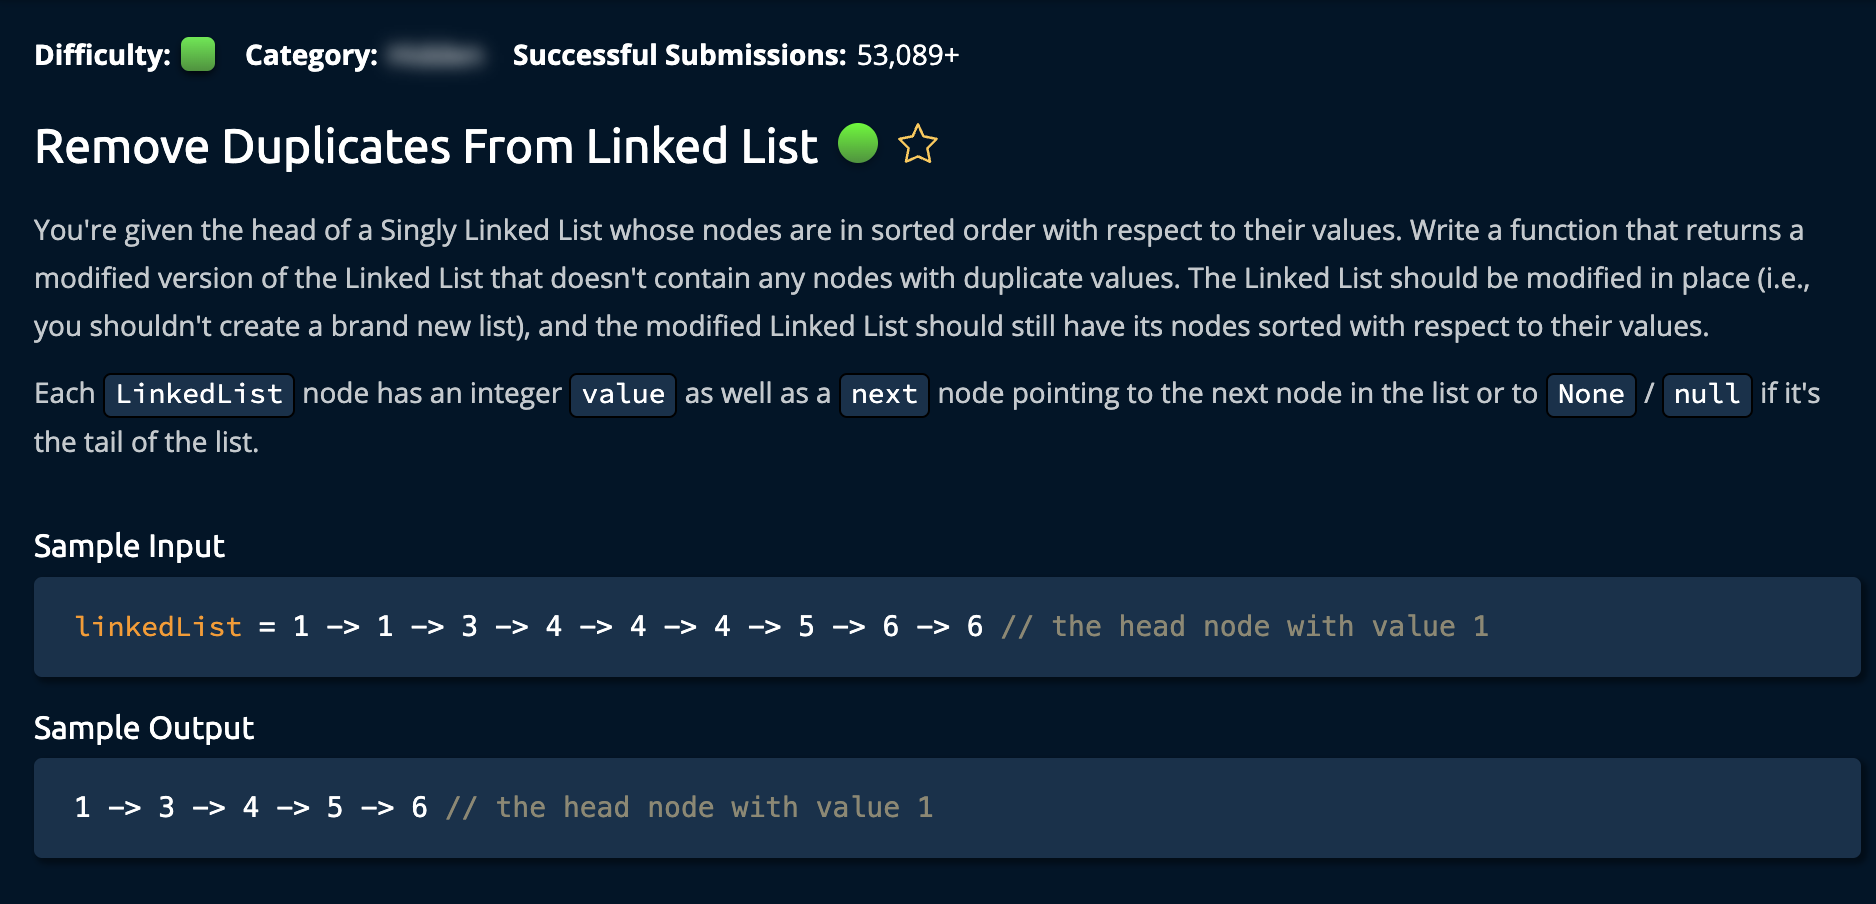 Difficulty: Category: Successful Submissions: 53,089+
Remove Duplicates From Linked List
You're given the head of a Singly Linked List whose nodes are in sorted order with respect to their values. Write a function that returns a
modified version of the Linked List that doesn't contain any nodes with duplicate values. The Linked List should be modified in place (i.e.,
you shouldn't create a brand new list), and the modified Linked List should still have its nodes sorted with respect to their values.
Each LinkedList node has an integer value as well as a next node pointing to the next node in the list or to None / null if it's
the tail of the list.
Sample Input
linkedList = 1 -> 1 -> 3 -> 4 -> 4 -> 4 -> 5 -> 6 -> 6 // the head node with value 1
Sample Output
1 -> 3 -> 4 -> 5 -> 6 // the head node with value 1